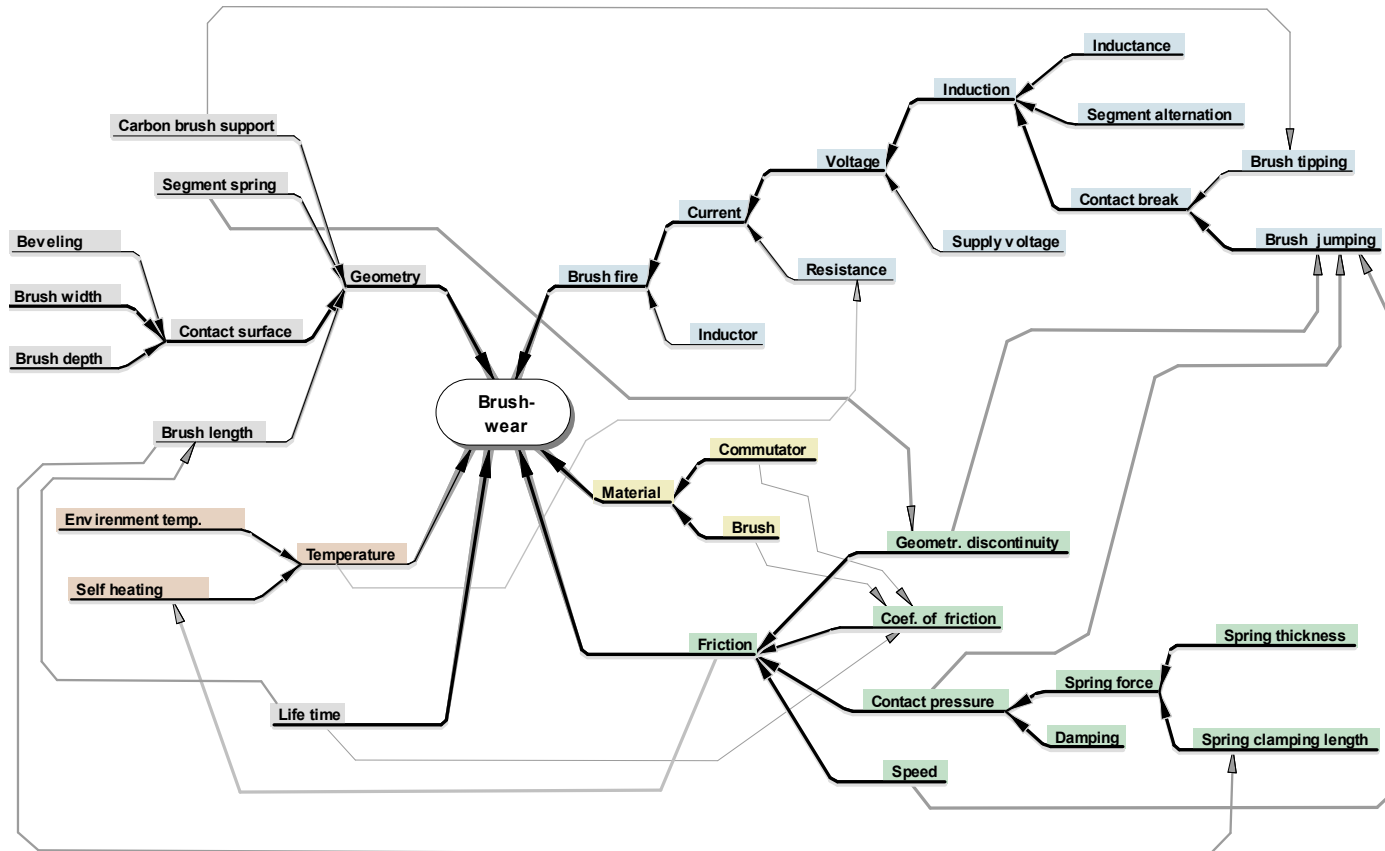 Inductance
Induction
Segment alternation
Carbon brush support
Voltage
Brush tipping
Segment spring
Contact break
Current
Beveling
Supply voltage
Brush jumping
Geometry
Brush fire
Resistance
Brush width
Contact surface
Inductor
Brush depth
Brush-
wear
Brush length
Commutator
Material
Envirenment temp.
Brush
Temperature
Geometr. discontinuity
Self heating
Coef. of friction
Friction
Spring thickness
Spring force
Contact pressure
Life time
Damping
Spring clamping length
Speed